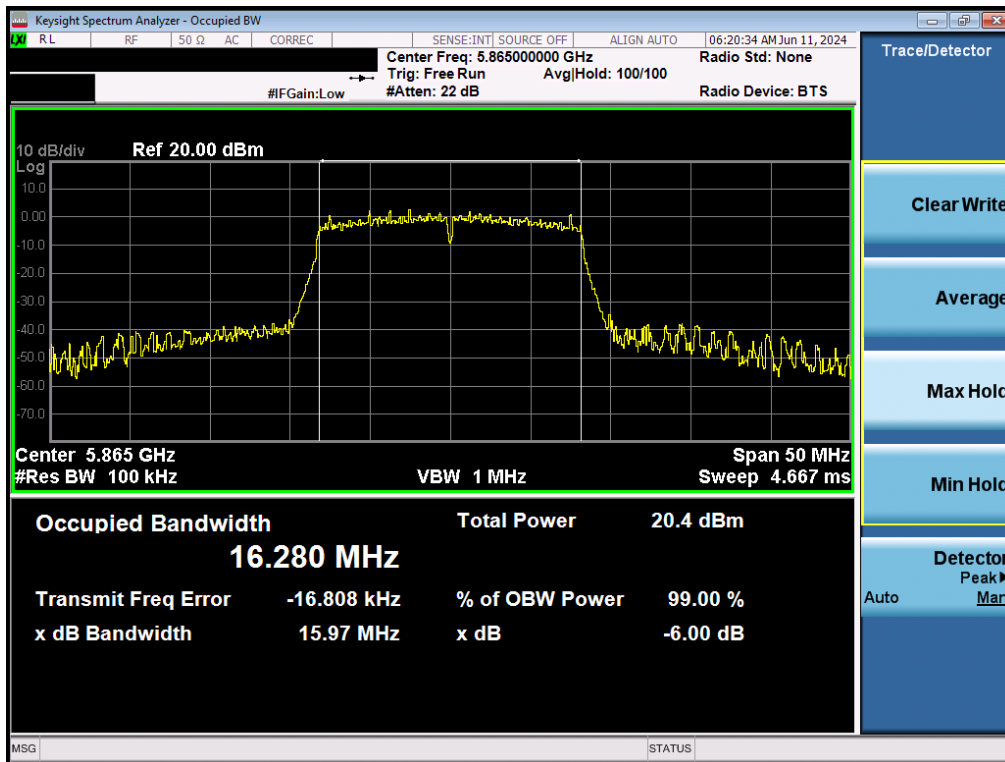 Keysight Spectrum Analyzer - Occupied BW
LXI RL RF 50 Ω AC CORREC SENSE:INT SOURCE OFF ALIGN AUTO 06:20:34 AM Jun 11, 2024
Center Freq: 5.865000000 GHz Radio Std: None
Trig: Free Run Avg|Hold: 100/100
#IFGain:Low #Atten: 22 dB Radio Device: BTS
Trace/Detector
10 dB/div Ref 20.00 dBm
Log
10.0
0.00
-10.0
-20.0
-30.0
-40.0
-50.0
-60.0
-70.0
Center 5.865 GHz Span 50 MHz
#Res BW 100 kHz VBW 1 MHz Sweep 4.667 ms
Clear Write
Average
Max Hold
Min Hold
Detector
Peak
Auto Man
Occupied Bandwidth Total Power 20.4 dBm
16.280 MHz
Transmit Freq Error -16.808 kHz % of OBW Power 99.00 %
x dB Bandwidth 15.97 MHz x dB -6.00 dB
MSG STATUS